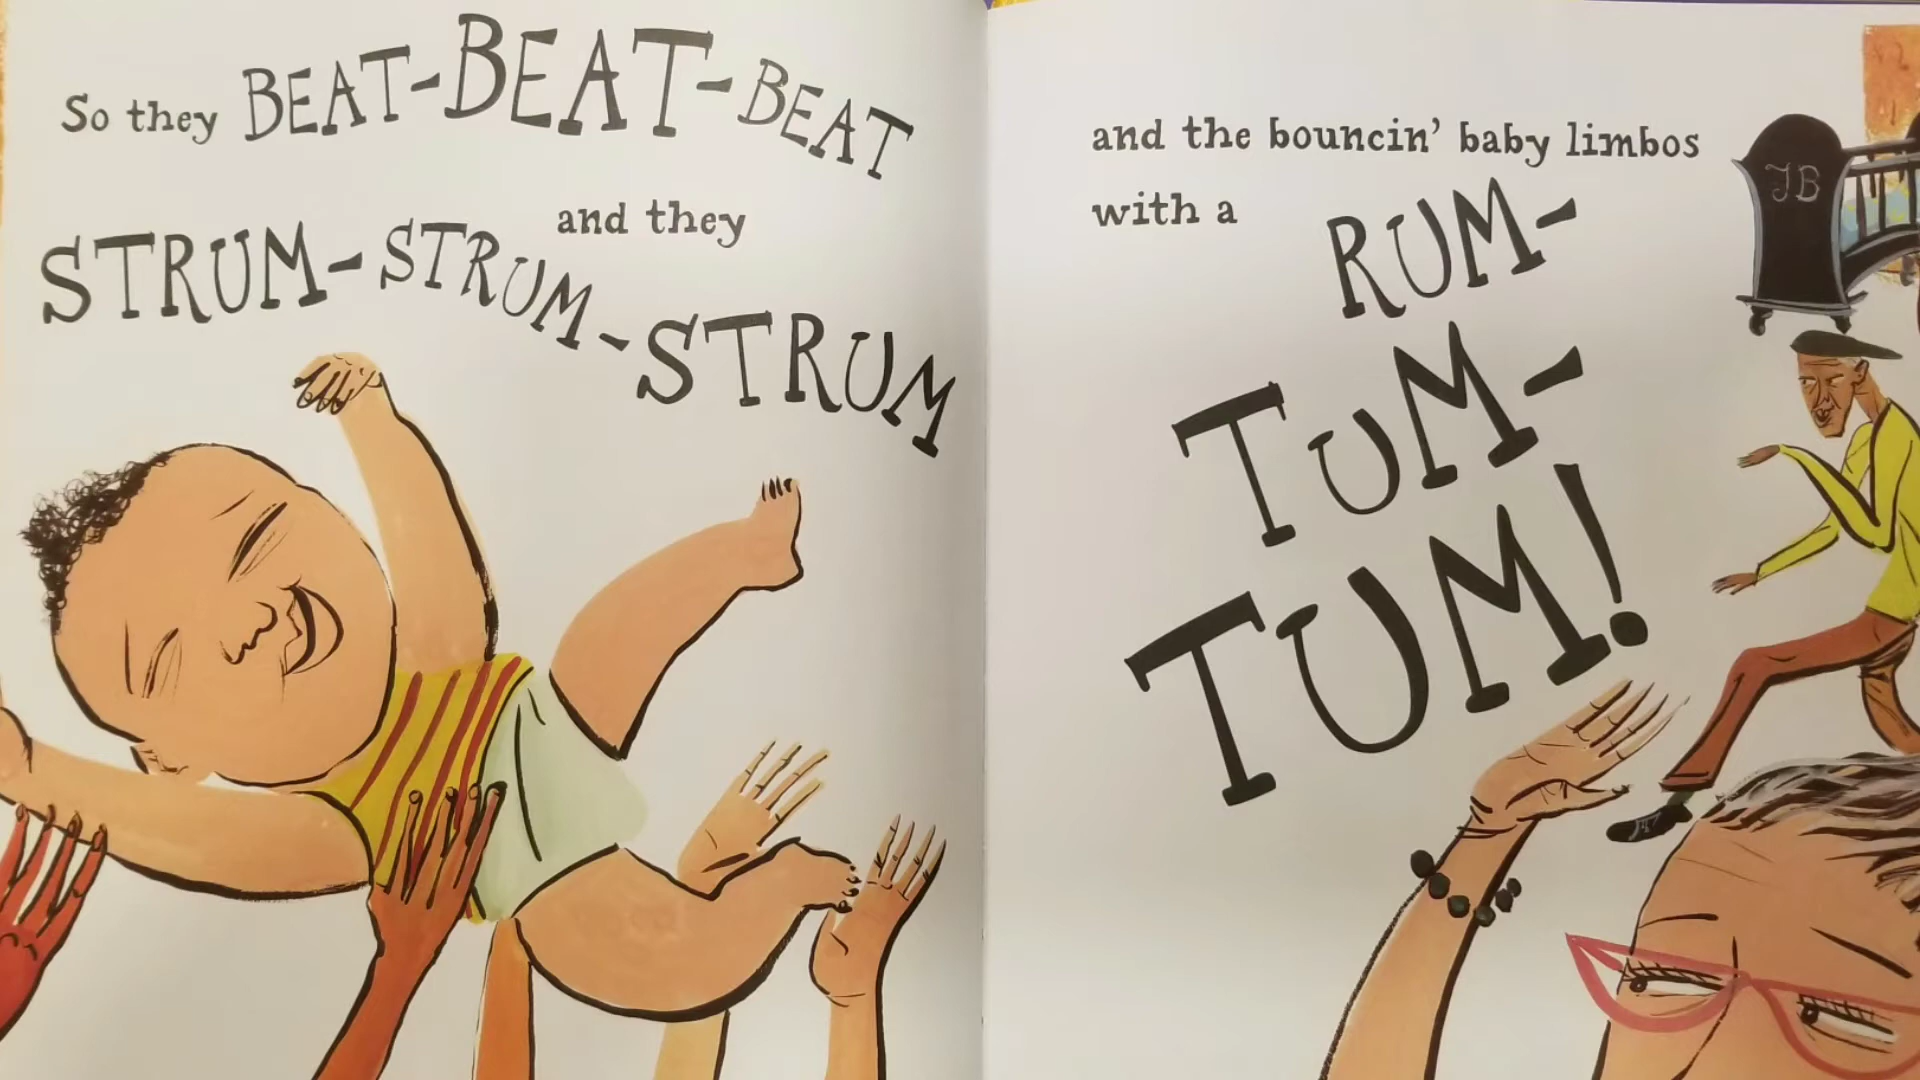 So they BEAT-BEAT-BEAT
and they
STRUM-STRUM-STRUM
and the bouncin' baby limbos
with a
RUM-
TUM-
TUM!
JB